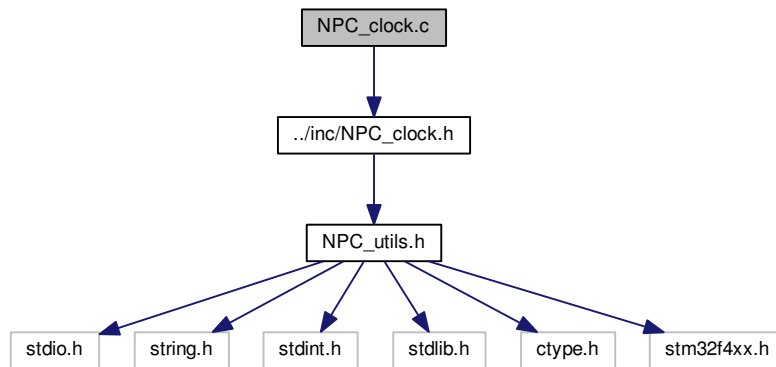 NPC_clock.c
../inc/NPC_clock.h
NPC_utils.h
stdio.h
string.h
stdint.h
stdlib.h
ctype.h
stm32f4xx.h